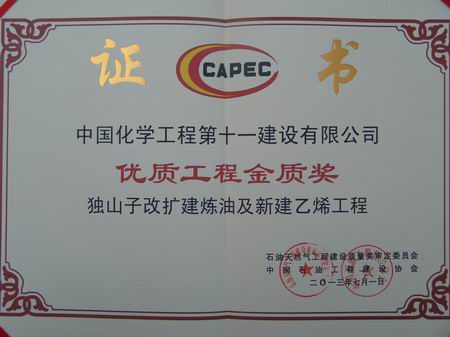 证 CAPEC 书
中国化学工程第十一建设有限公司
优质工程金质奖
独山子改扩建炼油及新建乙烯工程
石油天然气工程建设质量奖审定委员会
中国石油工程建设协会
二〇一三年七月一日